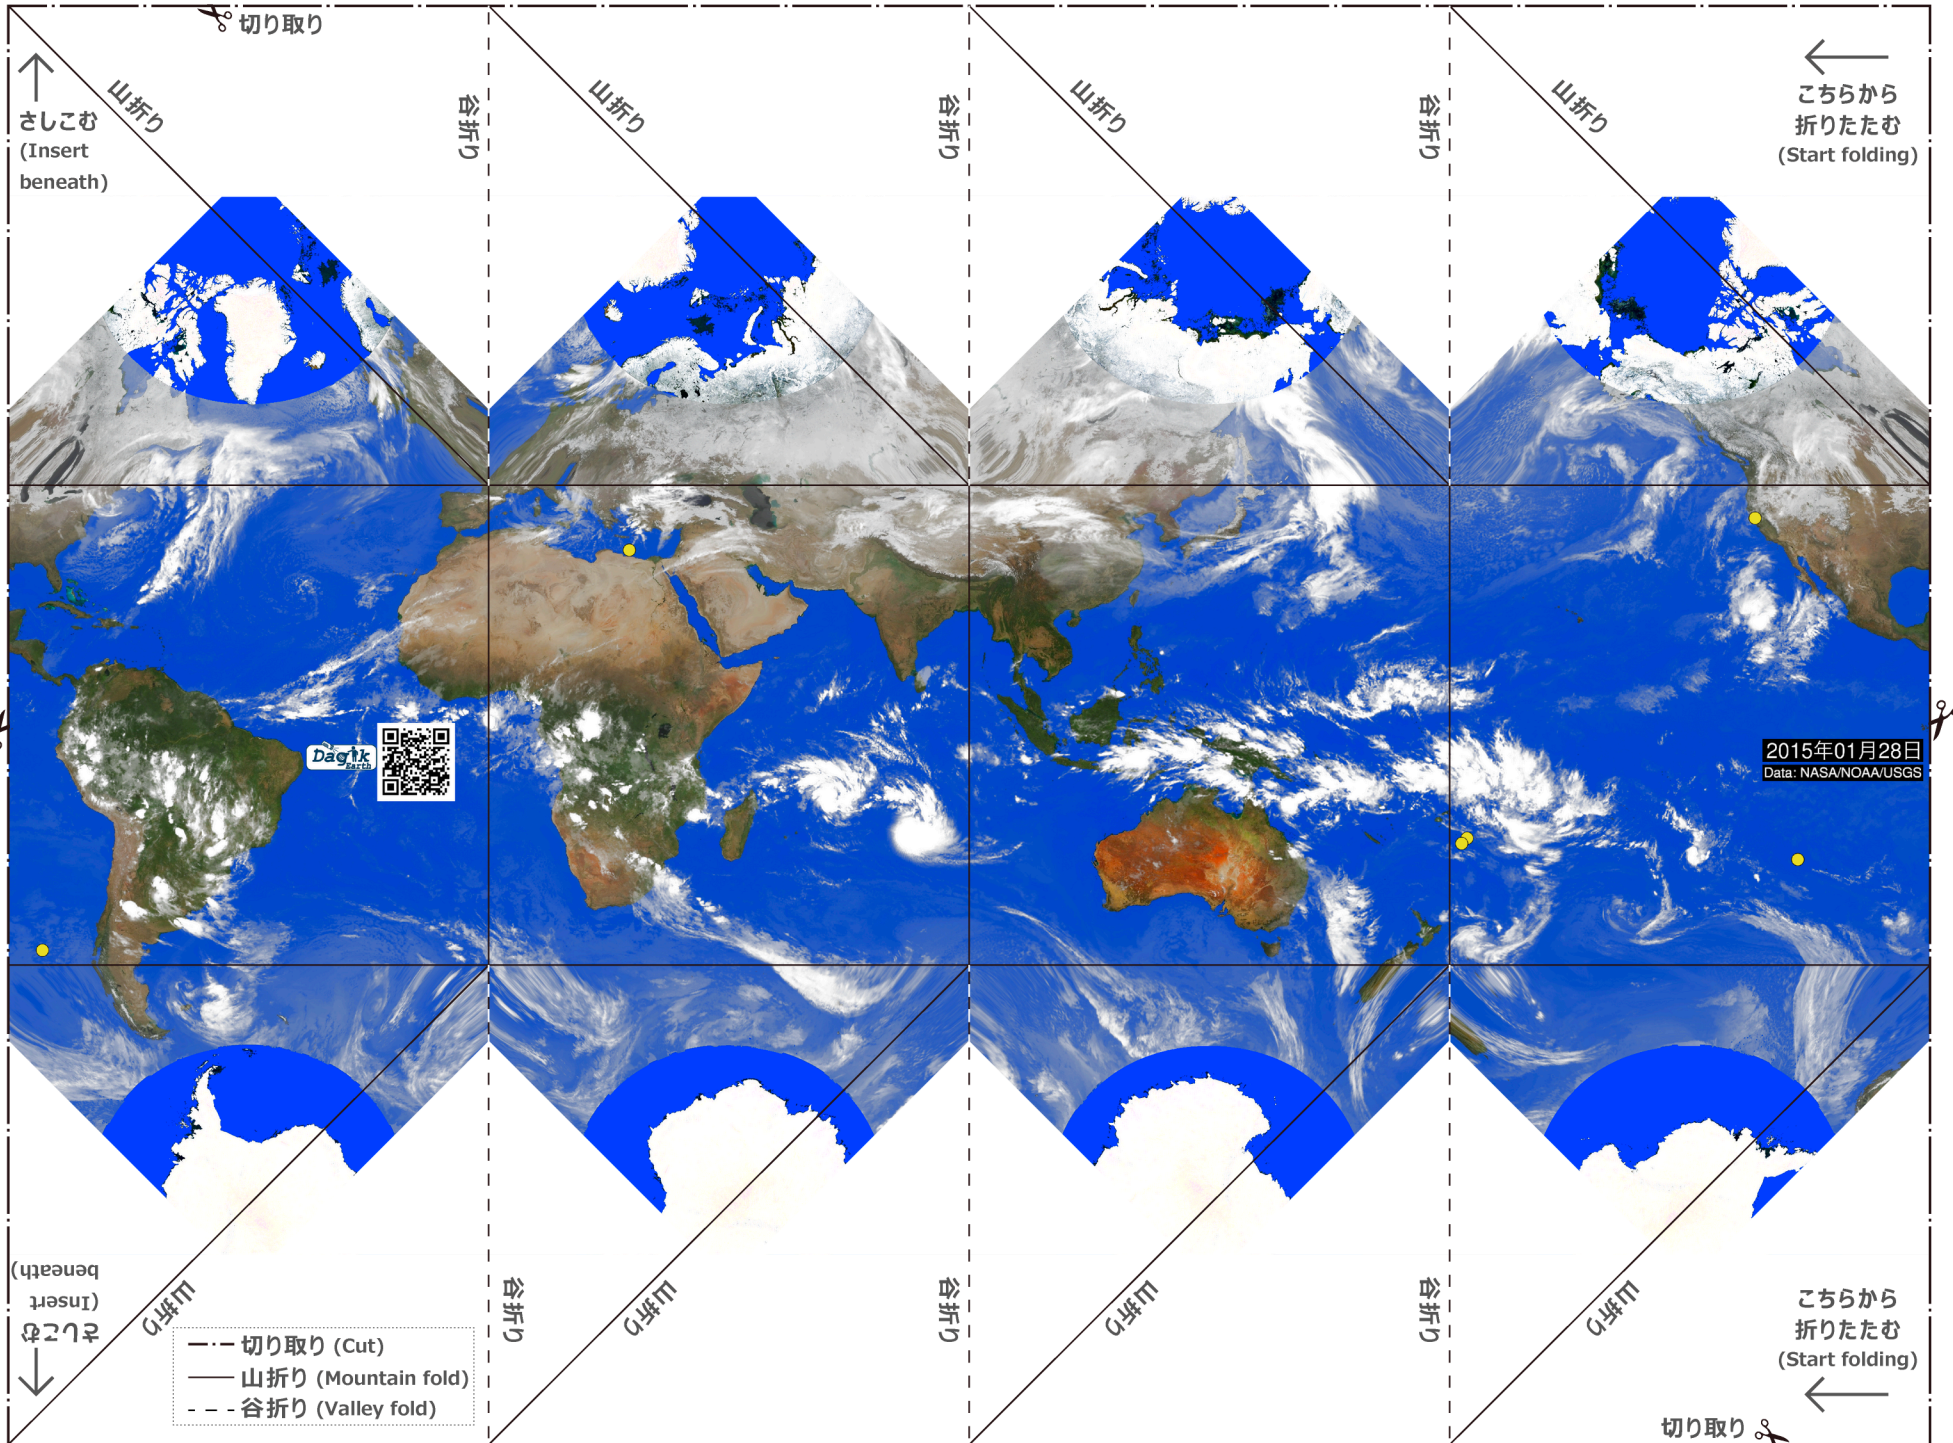 切り取り
さしこむ
(Insert
beneath)
山折り
谷折り
山折り
谷折り
山折り
谷折り
山折り
こちらから
折りたたむ
(Start folding)
Dagik
Earth
2015年01月28日
Data: NASA/NOAA/USGS
さしこむ
(Insert
beneath)
山折り
谷折り
山折り
谷折り
山折り
谷折り
山折り
こちらから
折りたたむ
(Start folding)
切り取り (Cut)
山折り (Mountain fold)
谷折り (Valley fold)
切り取り